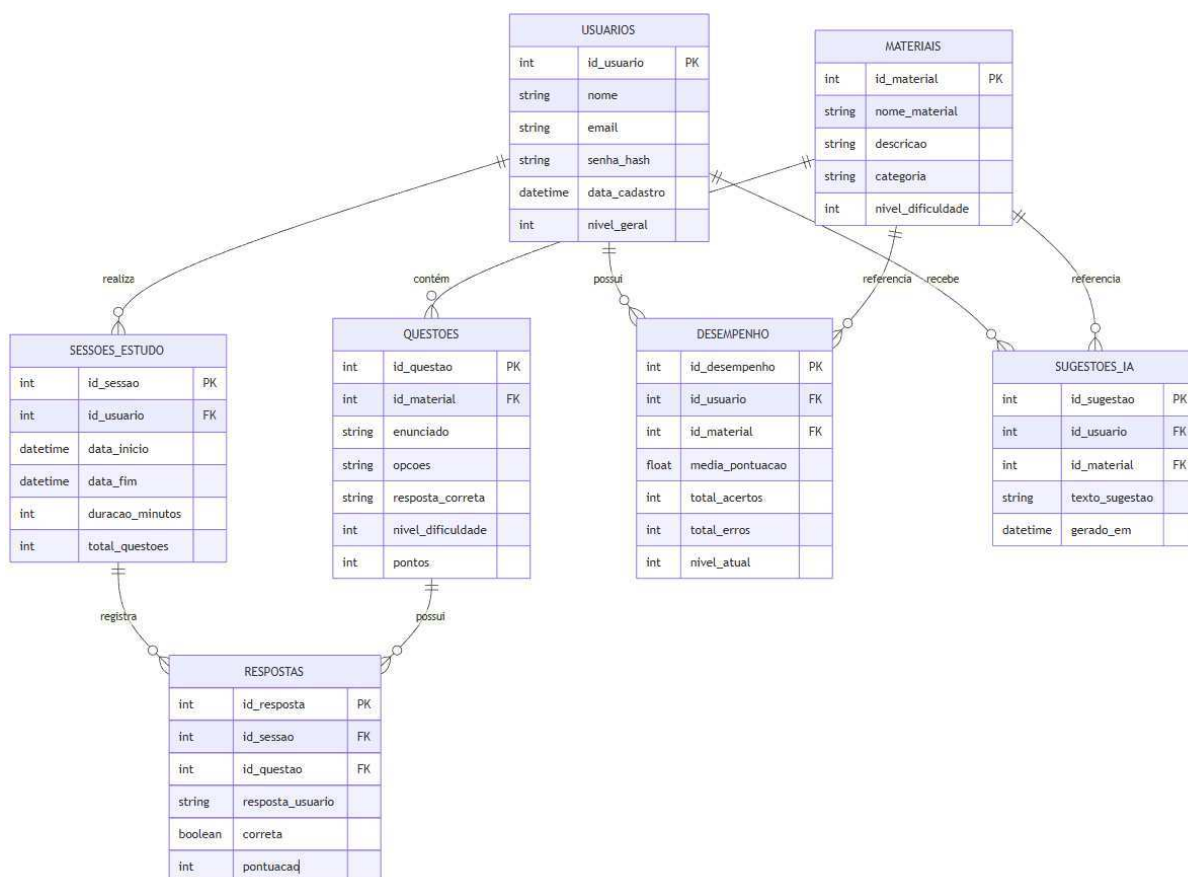 USUARIOS
int id_usuario PK
string nome
string email
string senha_hash
datetime data_cadastro
int nivel_geral
MATERIAIS
int id_material PK
string nome_material
string descricao
string categoria
int nivel_dificuldade
realiza
contém
possui
referencia
recebe
referencia
SESSOES_ESTUDO
int id_sessao PK
int id_usuario FK
datetime data_inicio
datetime data_fim
int duracao_minutos
int total_questoes
QUESTOES
int id_questao PK
int id_material FK
string enunciado
string opcoes
string resposta_correta
int nivel_dificuldade
int pontos
DESEMPENHO
int id_desempenho PK
int id_usuario FK
int id_material FK
float media_pontuacao
int total_acertos
int total_erros
int nivel_atual
SUGESTOES_IA
int id_sugestao PK
int id_usuario FK
int id_material FK
string texto_sugestao
datetime gerado_em
registra
possui
RESPOSTAS
int id_resposta PK
int id_sessao FK
int id_questao FK
string resposta_usuario
boolean correta
int pontuacao